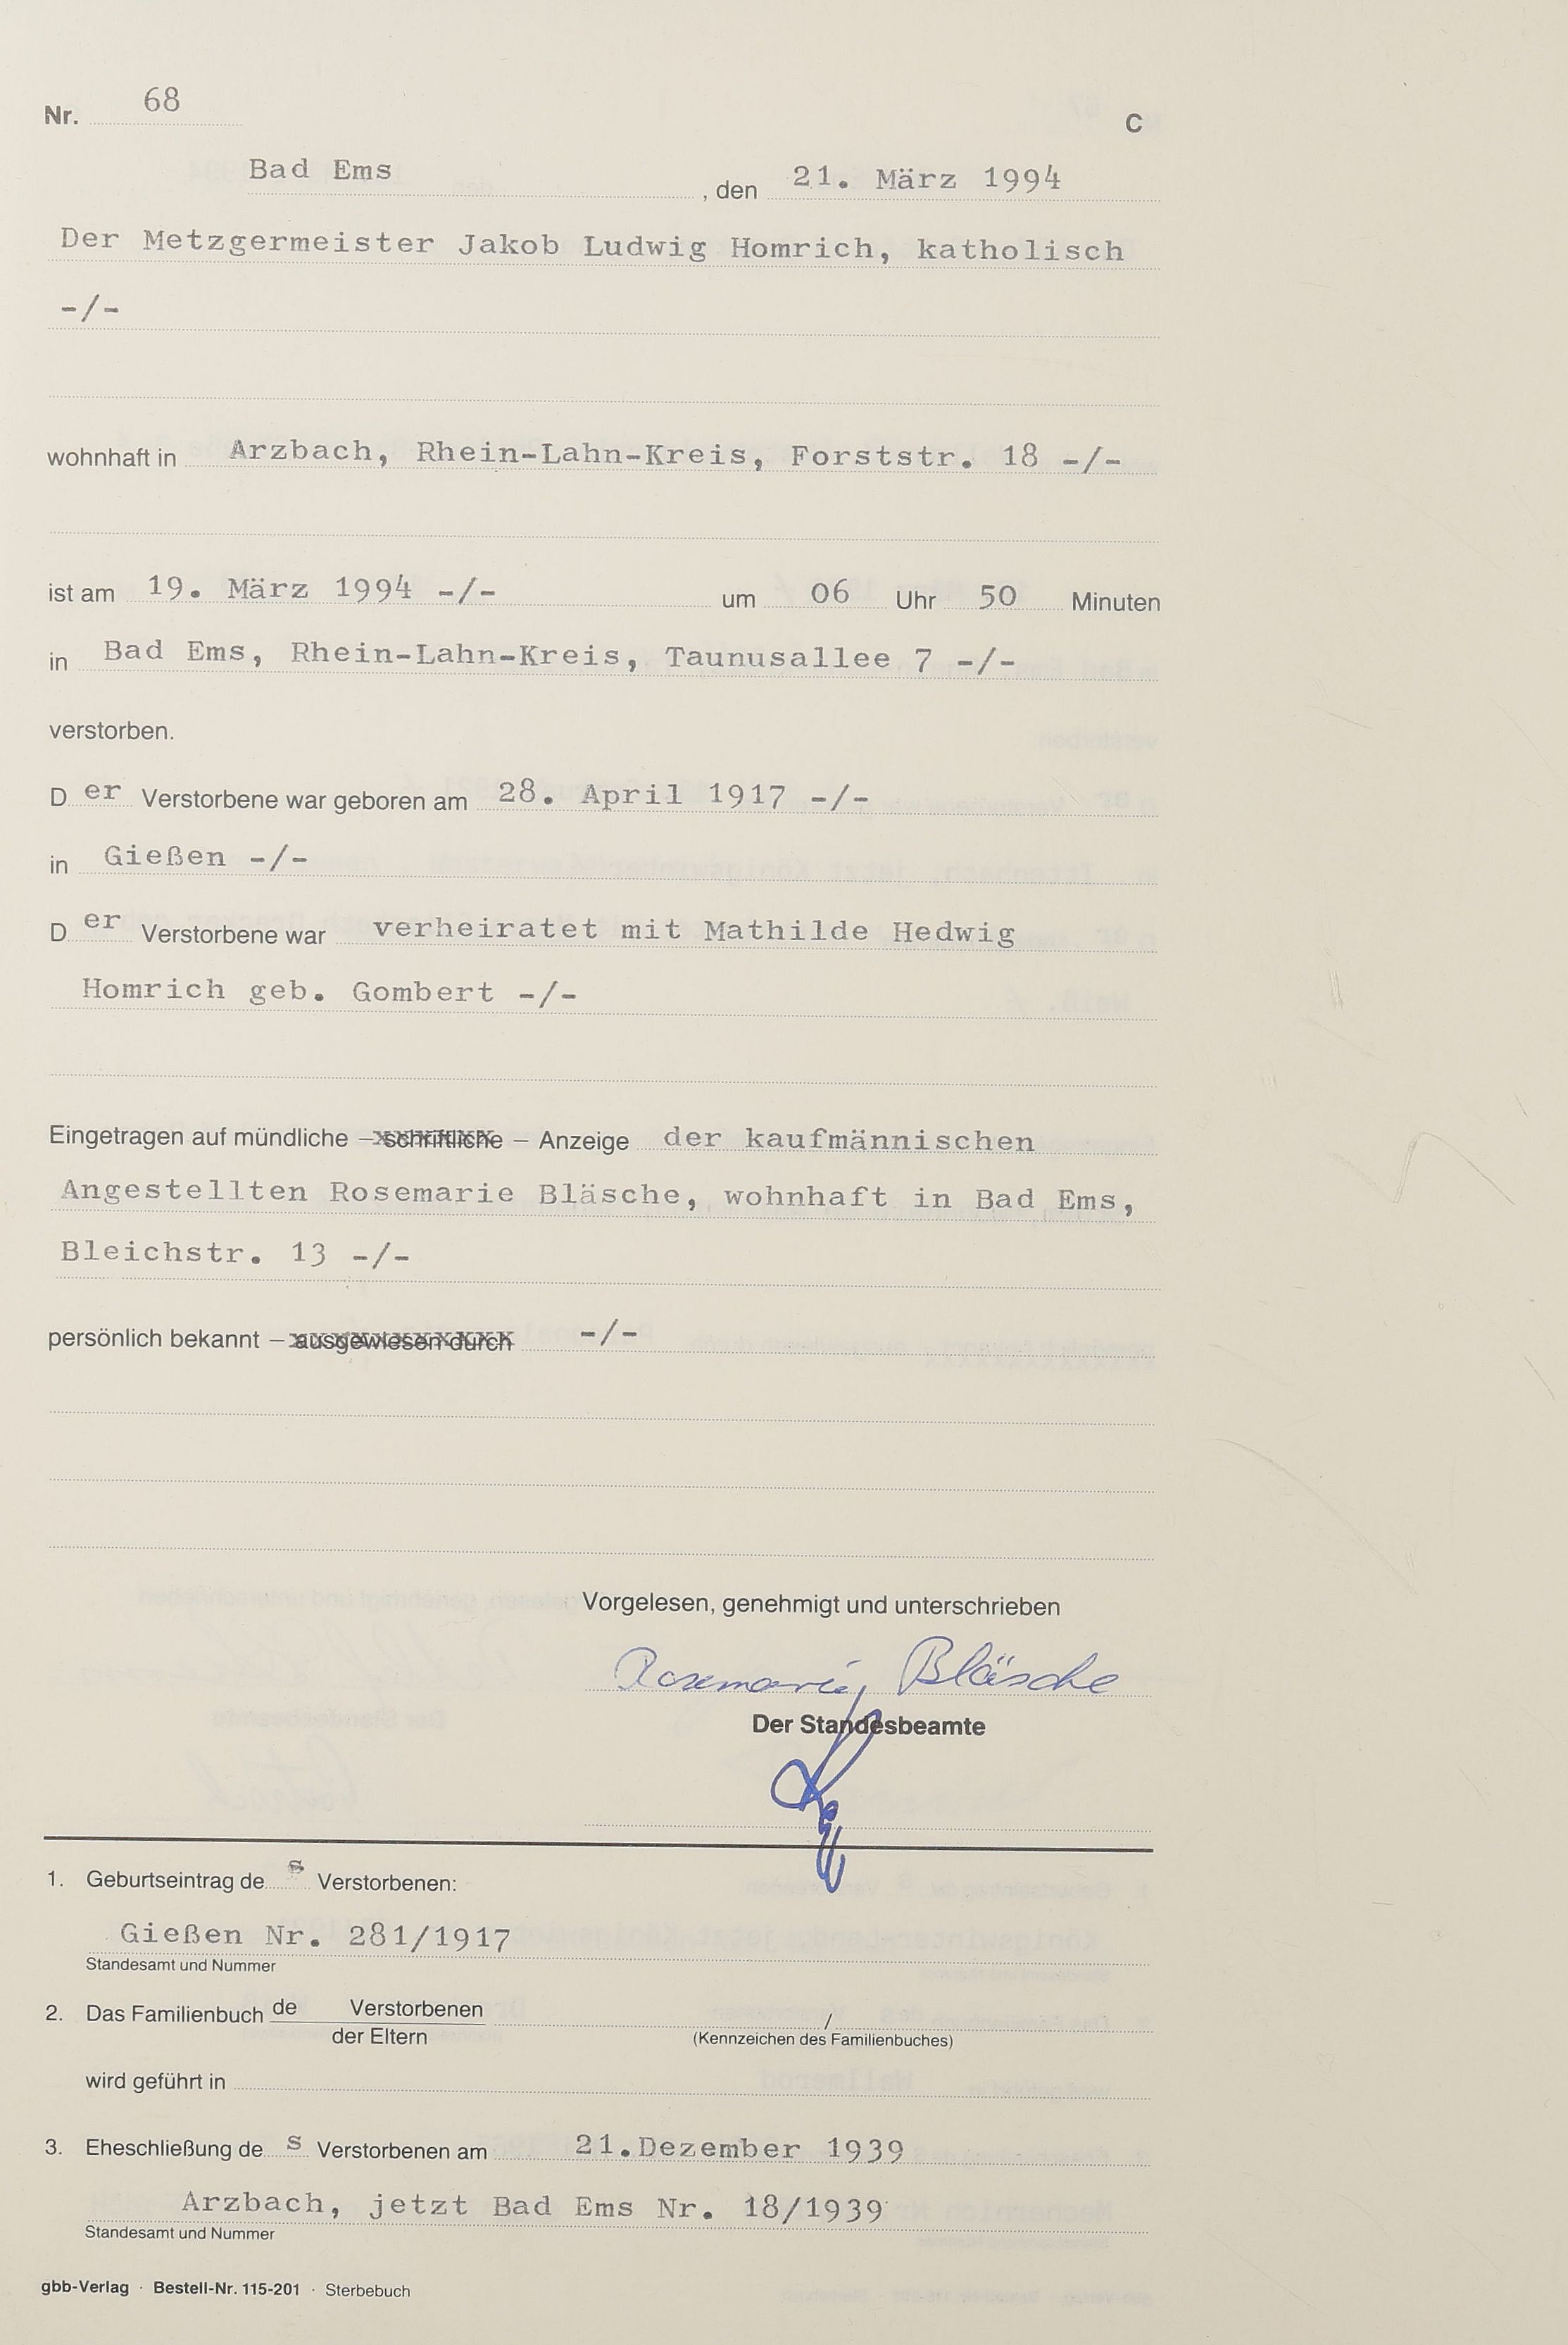 Nr. 68
C
Bad Ems, den 21. März 1994
Der Metzgermeister Jakob Ludwig Homrich, katholisch
-/-
wohnhaft in Arzbach, Rhein-Lahn-Kreis, Forststr. 18 -/-
ist am 19. März 1994 -/- um 06 Uhr 50 Minuten
in Bad Ems, Rhein-Lahn-Kreis, Taunusallee 7 -/-
verstorben.
D er Verstorbene war geboren am 28. April 1917 -/-
in Gießen -/-
D er Verstorbene war verheiratet mit Mathilde Hedwig
Homrich geb. Gombert -/-
Eingetragen auf mündliche – schriftliche – Anzeige der kaufmännischen
Angestellten Rosemarie Bläsche, wohnhaft in Bad Ems,
Bleichstr. 13 -/-
persönlich bekannt – ausgewiesen durch -/-
Vorgelesen, genehmigt und unterschrieben
Rosemarie Bläsche
Der Standesbeamte
1. Geburtseintrag de s Verstorbenen:
Gießen Nr. 281/1917
Standesamt und Nummer
2. Das Familienbuch de Verstorbenen /
der Eltern (Kennzeichen des Familienbuches)
wird geführt in
3. Eheschließung de s Verstorbenen am 21.Dezember 1939
Arzbach, jetzt Bad Ems Nr. 18/1939
Standesamt und Nummer
gbb-Verlag · Bestell-Nr. 115-201 · Sterbebuch